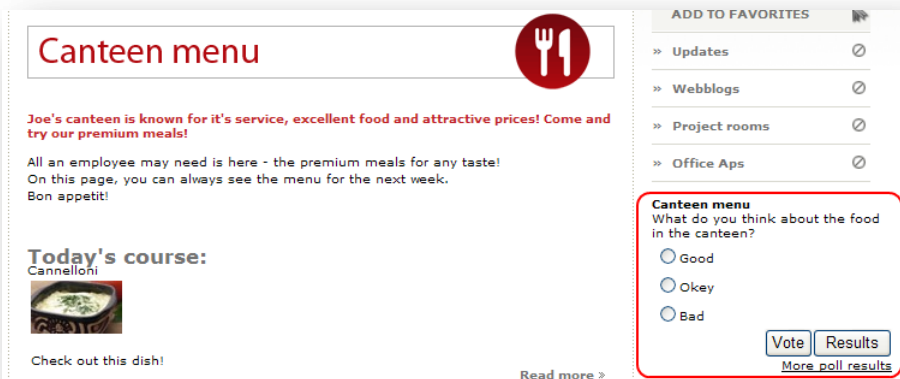 Canteen menu
Joe's canteen is known for it's service, excellent food and attractive prices! Come and
try our premium meals!
All an employee may need is here - the premium meals for any taste!
On this page, you can always see the menu for the next week.
Bon appetit!
Today's course:
Cannelloni
Check out this dish!
Read more »
ADD TO FAVORITES
» Updates
» Webblogs
» Project rooms
» Office Aps
Canteen menu
What do you think about the food
in the canteen?
Good
Okey
Bad
Vote Results
More poll results